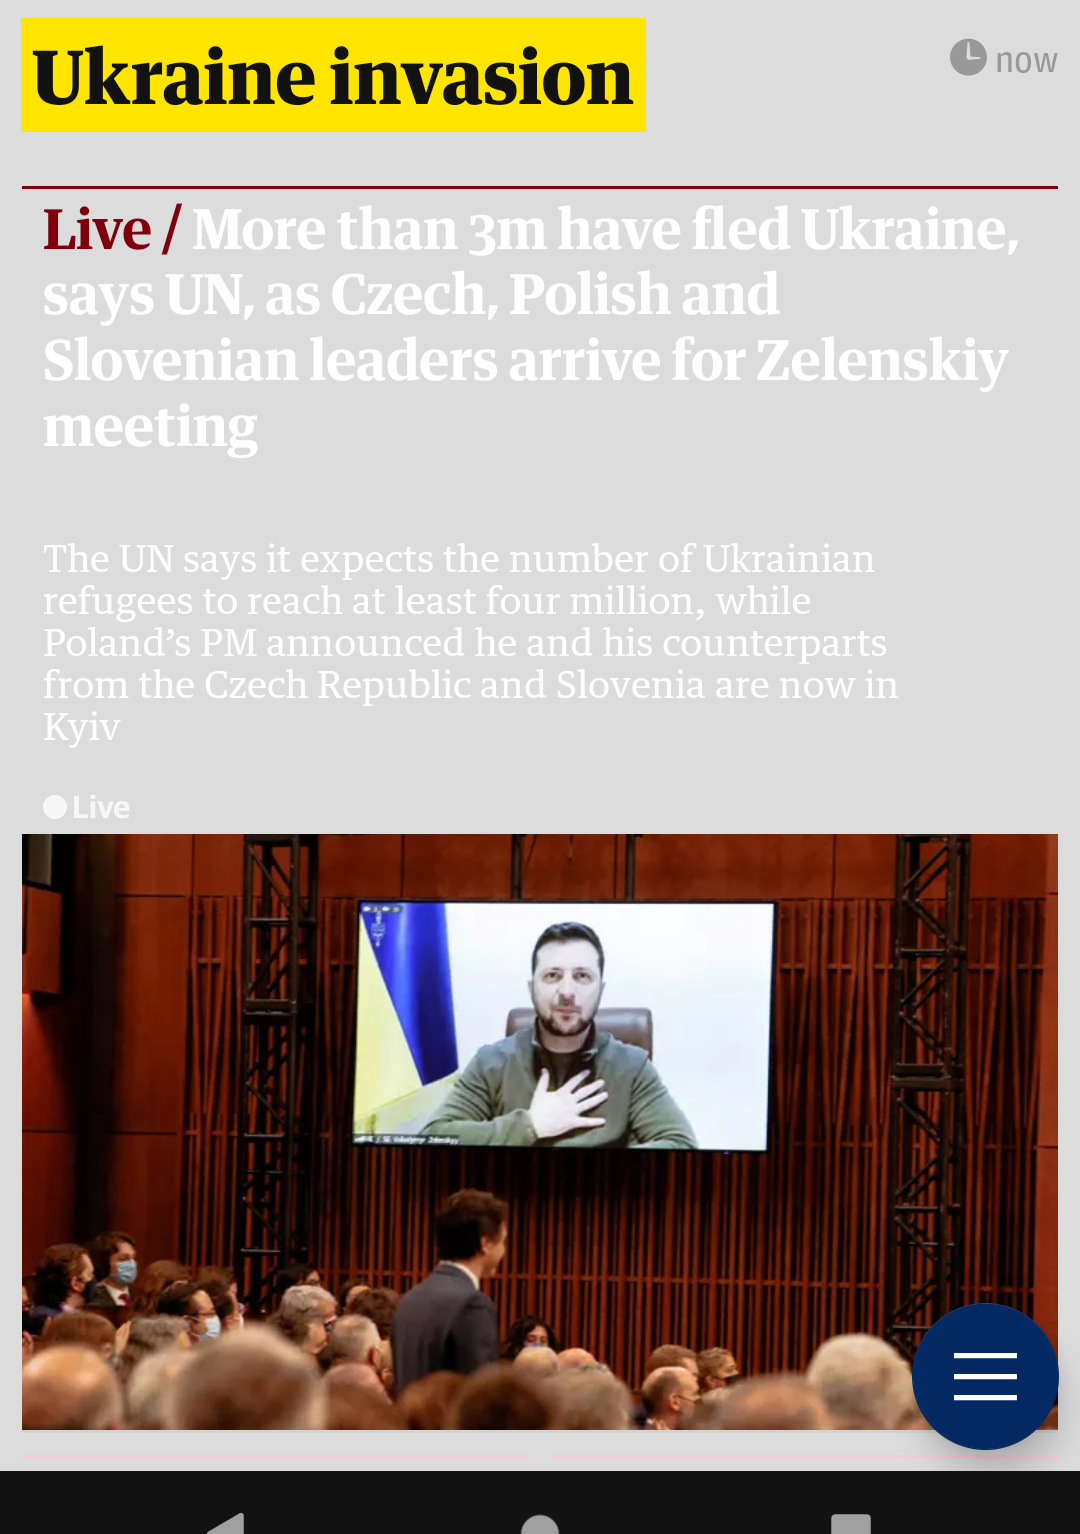 Ukraine invasion
now
Live / More than 3m have fled Ukraine,
says UN, as Czech, Polish and
Slovenian leaders arrive for Zelenskiy
meeting
The UN says it expects the number of Ukrainian
refugees to reach at least four million, while
Poland’s PM announced he and his counterparts
from the Czech Republic and Slovenia are now in
Kyiv
Live